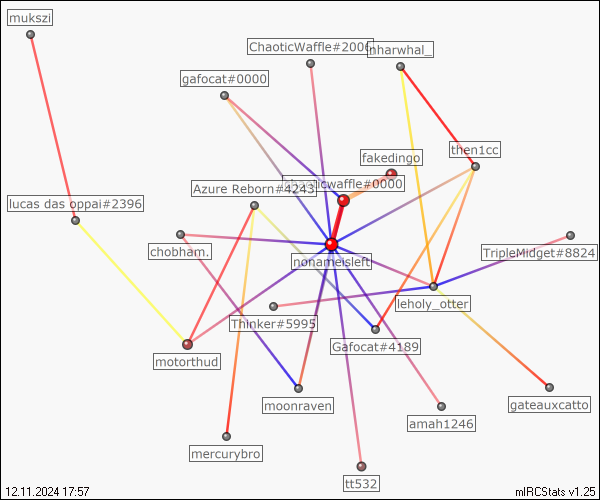 mukszi
ChaoticWaffle#2006
nharwhal_
gafocat#0000
then1cc
fakedingo
chaoticwaffle#0000
Azure Reborn#4243
lucas das oppai#2396
chobham.
TripleMidget#8824
nonameisleft
leholy_otter
Thinker#5995
Gafocat#4189
motorthud
moonraven
gateauxcatto
amah1246
mercurybro
tt532
12.11.2024 17:57
mIRCStats v1.25